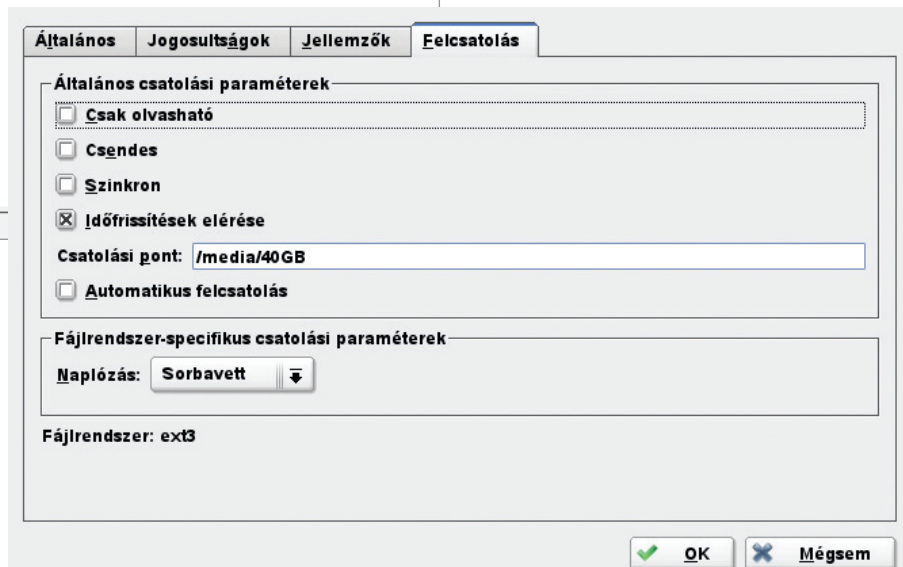 Általános Jogosultságok Jellemzők Felcsatolás
Általános csatolási paraméterek
Csak olvasható
Csendes
Szinkron
Időfrissítések elérése
Csatolási pont: /media/40GB
Automatikus felcsatolás
Fájlrendszer-specifikus csatolási paraméterek
Naplózás: Sorbavett
Fájlrendszer: ext3
OK Mégsem